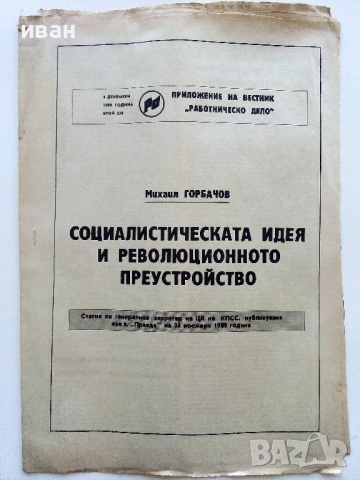 иван
4 ДЕКЕМВРИ
1989 ГОДИНА
БРОЙ 338
РД
ПРИЛОЖЕНИЕ НА ВЕСТНИК
„РАБОТНИЧЕСКО ДЕЛО"
Михаил ГОРБАЧОВ
СОЦИАЛИСТИЧЕСКАТА ИДЕЯ
И РЕВОЛЮЦИОННОТО
ПРЕУСТРОЙСТВО
Статия на генералния секретар на ЦК на КПСС, публикувана
във в. „Правда" на 26 ноември 1989 година
BAZAR